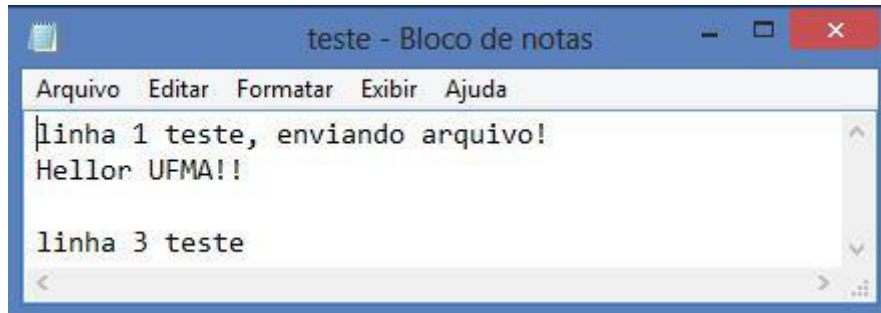 teste - Bloco de notas
Arquivo Editar Formatar Exibir Ajuda
linha 1 teste, enviando arquivo!
Hellor UFMA!!
linha 3 teste